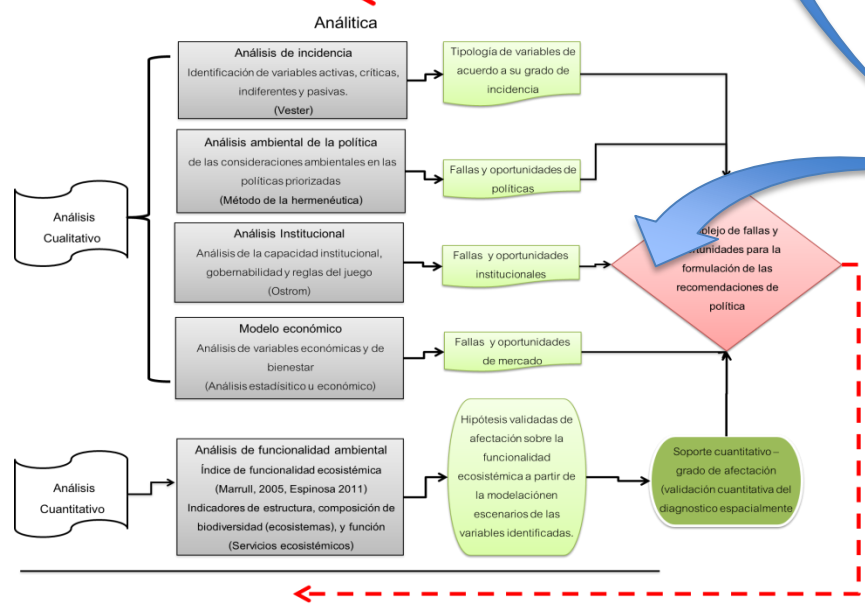 Análitica
Análisis de incidencia
Identificación de variables activas, críticas,
indiferentes y pasivas.
(Vester)
Tipología de variables de
acuerdo a su grado de
incidencia
Análisis ambiental de la política
de las consideraciones ambientales en las
políticas priorizadas
(Método de la hermenéutica)
Fallas y oportunidades de
políticas
Análisis
Cualitativo
Análisis Institucional
Análisis de la capacidad institucional,
gobernabilidad y reglas del juego
(Ostrom)
Fallas y oportunidades
institucionales
de fallas y
para la
formulación de las
recomendaciones de
política
Modelo económico
Análisis de variables económicas y de
bienestar
(Análisis estadísitico u económico)
Fallas y oportunidades
de mercado
Análisis
Cuantitativo
Análisis de funcionalidad ambiental
Índice de funcionalidad ecosistémica
(Marrull, 2005, Espinosa 2011)
Indicadores de estructura, composición de
biodiversidad (ecosistemas), y función
(Servicios ecosistémicos)
Hipótesis validadas de
afectación sobre la
funcionalidad
ecosistémica a partir de
la modelaciónen
escenarios de las
variables identificadas.
Soporte cuantitativo –
grado de afectación
(validación cuantitativa del
diagnostico espacialmente